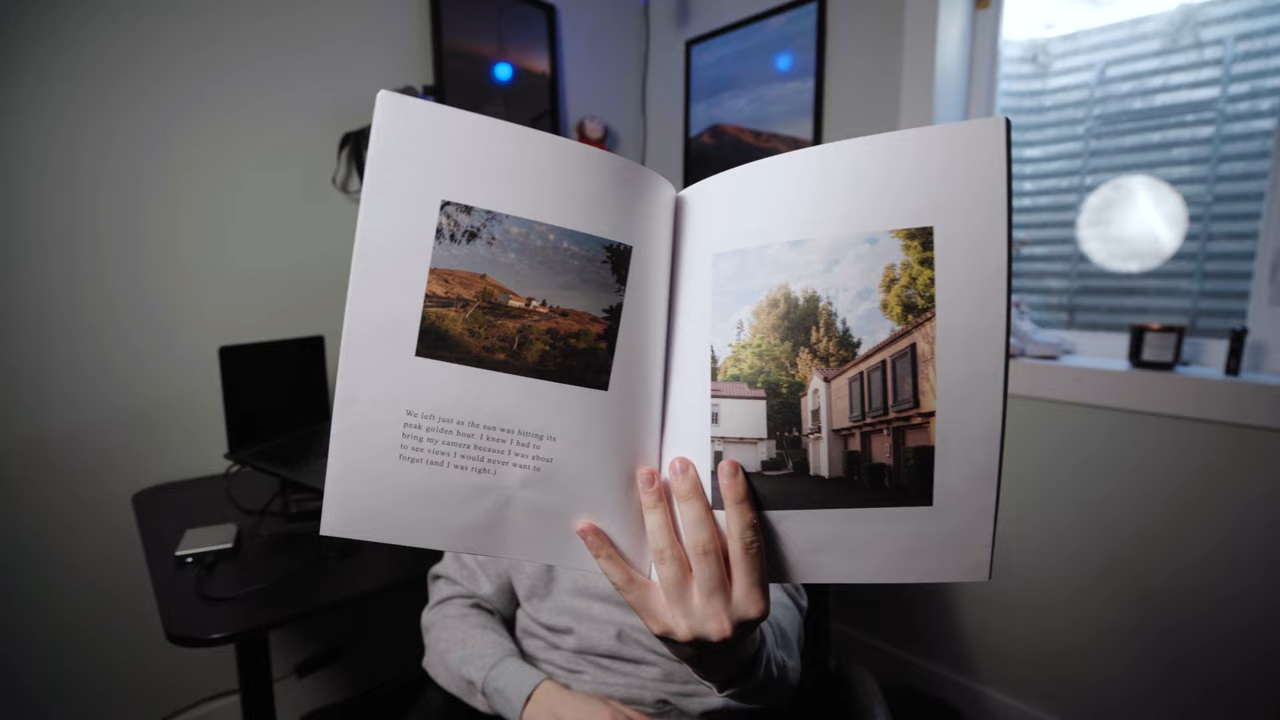 We left just as the sun was hitting its
peak golden hour. I knew I had to
bring my camera because I was about
to see views I would never want to
forget (and I was right.)